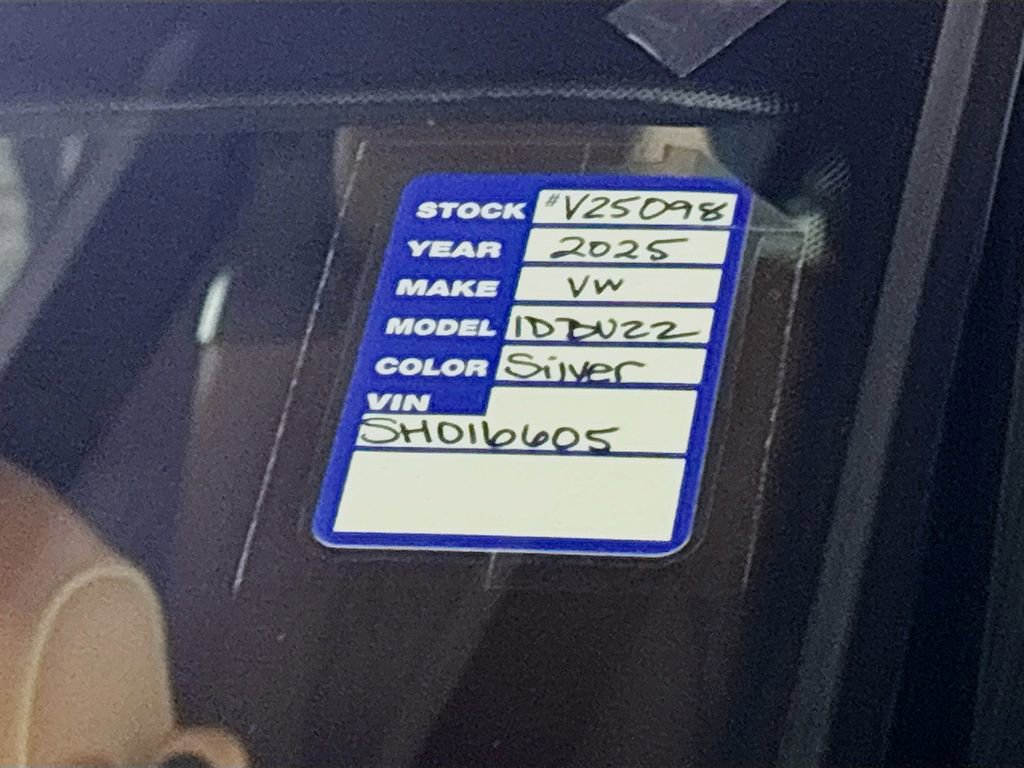 STOCK #V25098
YEAR 2025
MAKE VW
MODEL IDBUZZ
COLOR Silver
VIN
SH016605